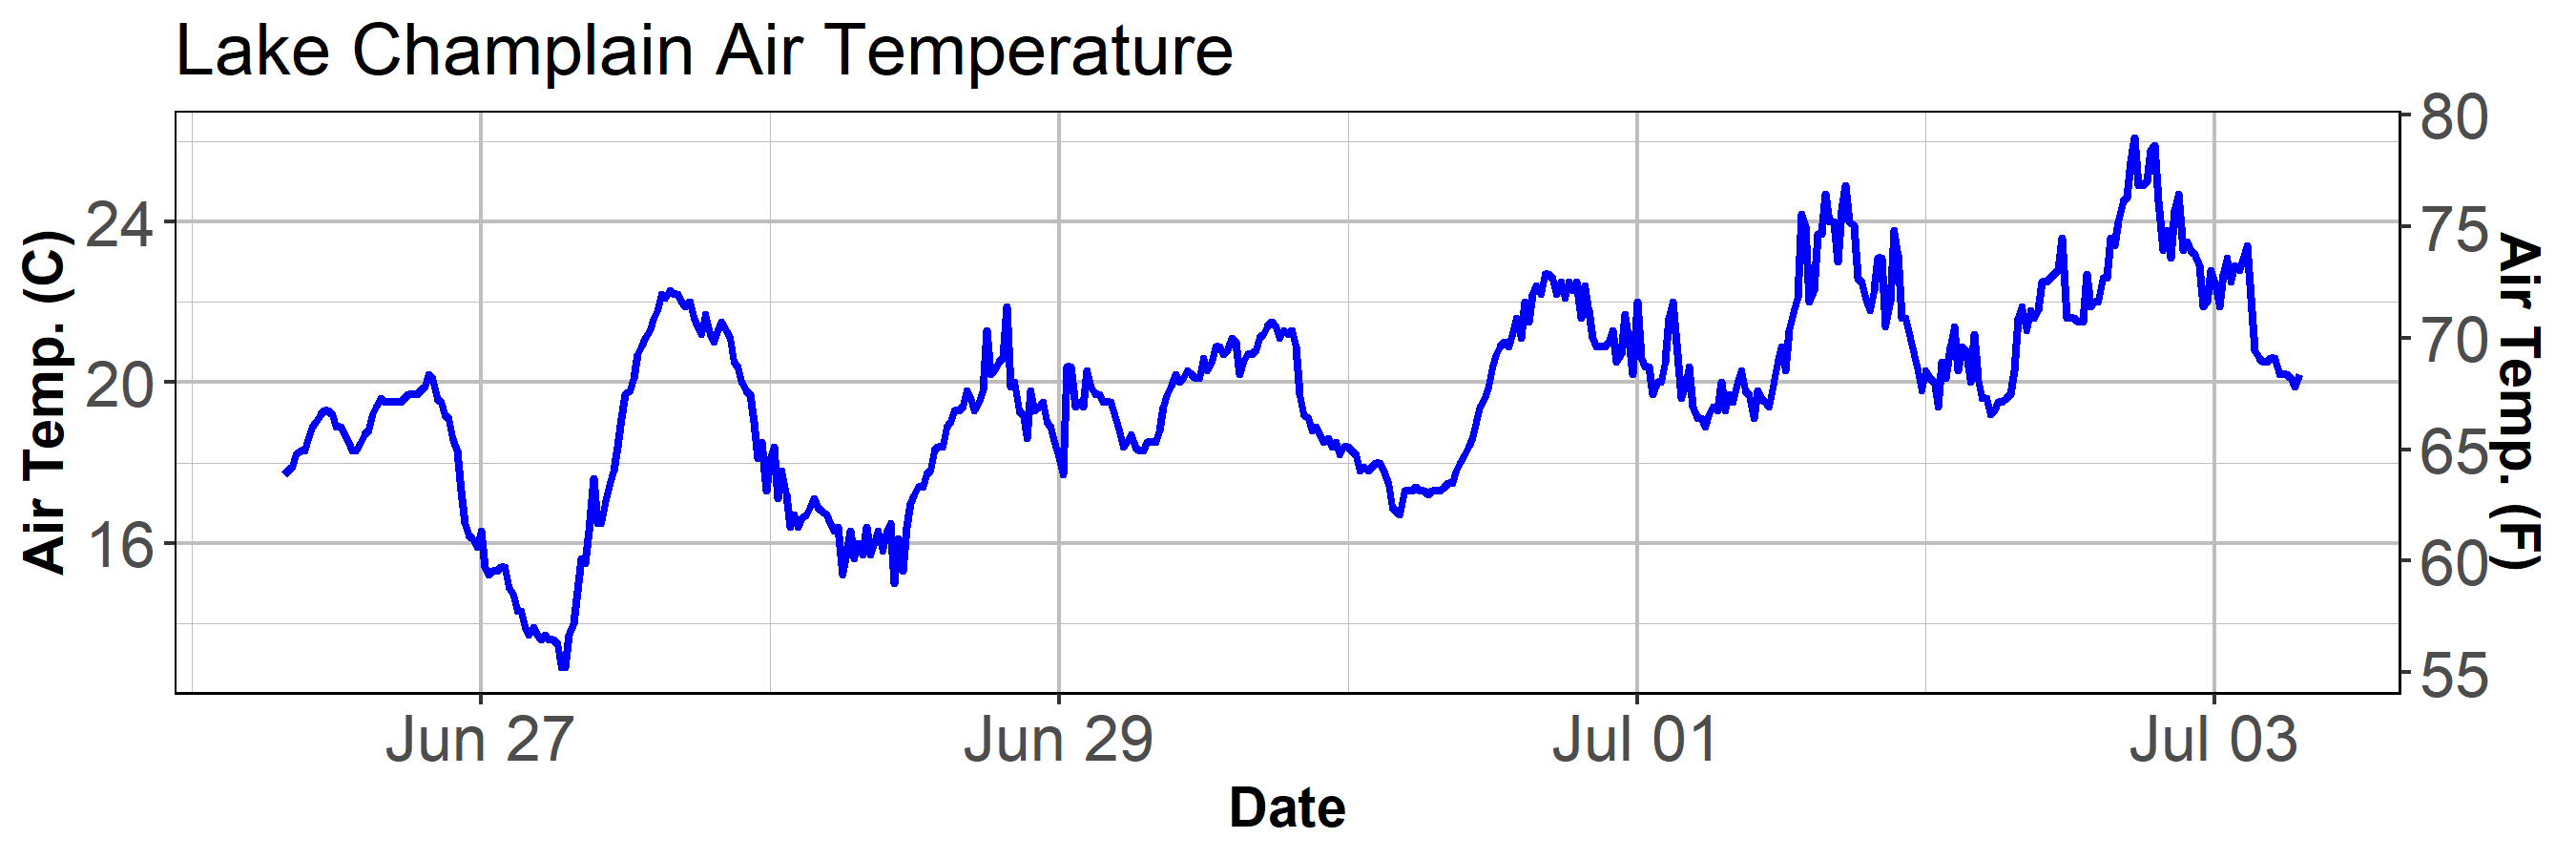 Lake Champlain Air Temperature
Air Temp. (C)
24
20
16
80
75
70
65
60
55
Air Temp. (F)
Jun 27
Jun 29
Jul 01
Jul 03
Date